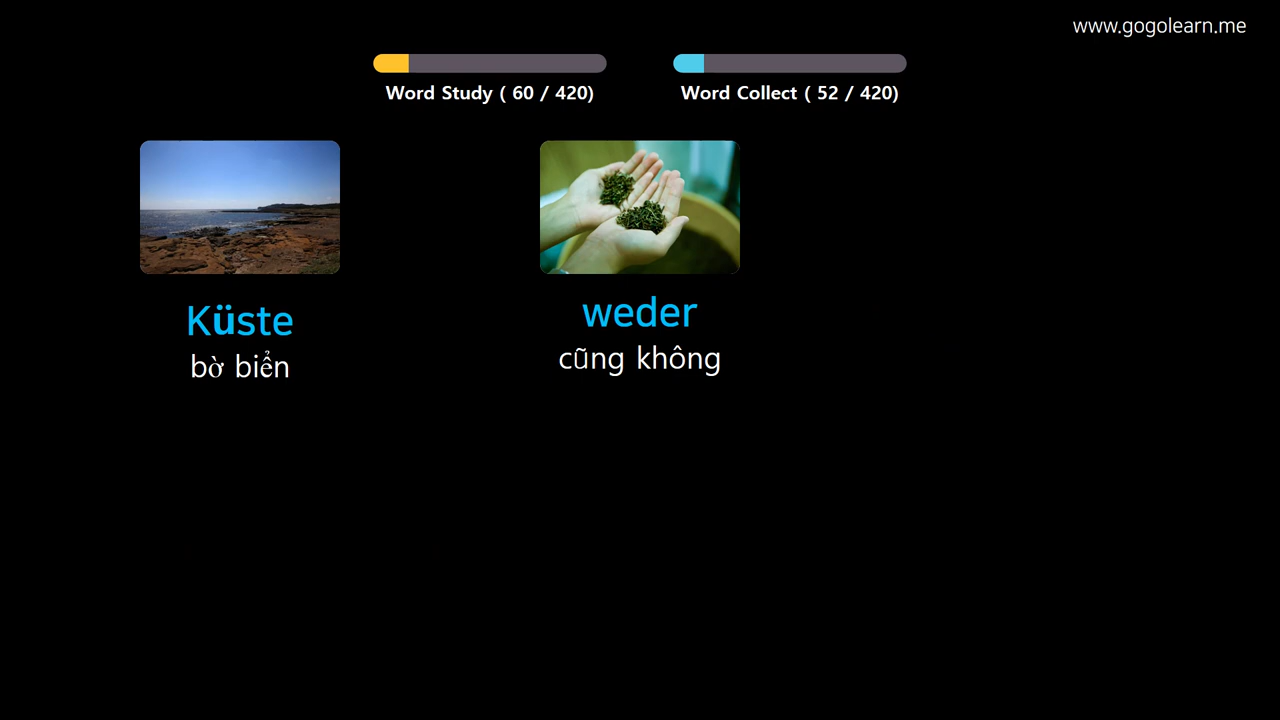 www.gogolearn.me
Word Study ( 60 / 420)
Word Collect ( 52 / 420)
Küste
bờ biển
weder
cũng không